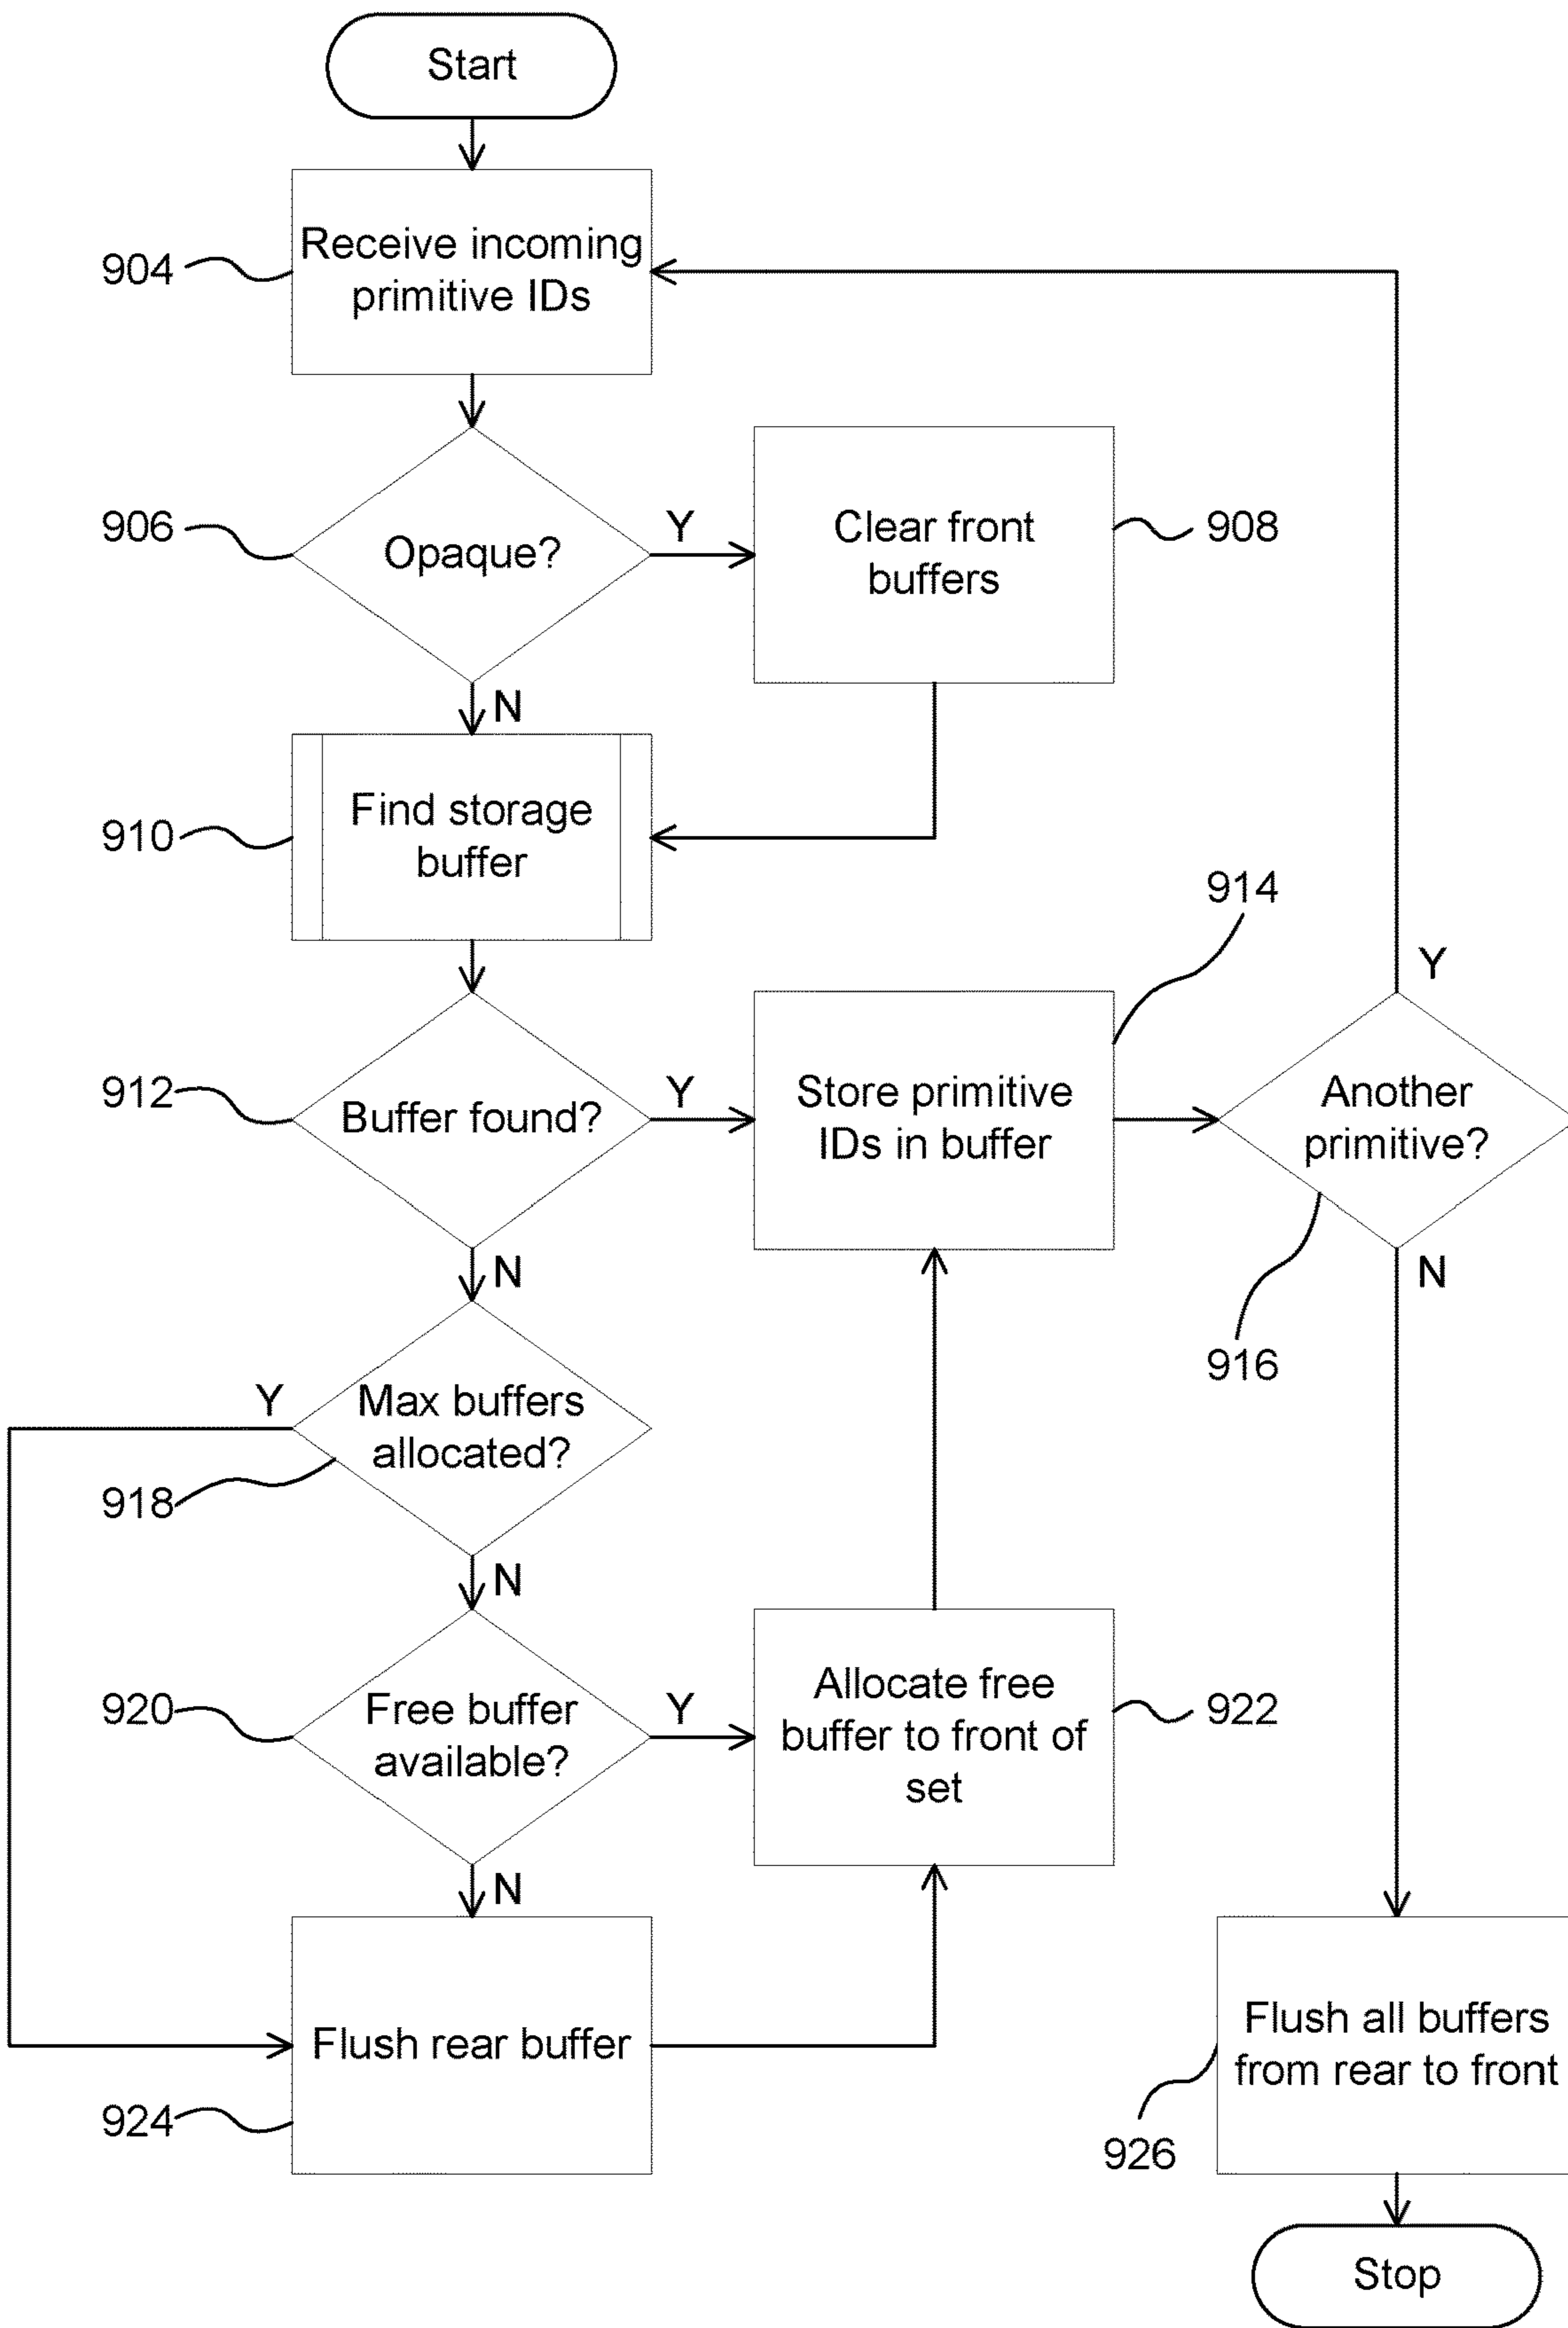 Start
904
Receive incoming
primitive IDs
906
Opaque?
Y
Clear front
buffers
908
N
910
Find storage
buffer
914
912
Buffer found?
Y
Store primitive
IDs in buffer
Y
Another
primitive?
916
N
N
Y
Max buffers
allocated?
918
N
920
Free buffer
available?
Y
Allocate free
buffer to front of
set
922
N
Flush rear buffer
924
Flush all buffers
from rear to front
926
Stop